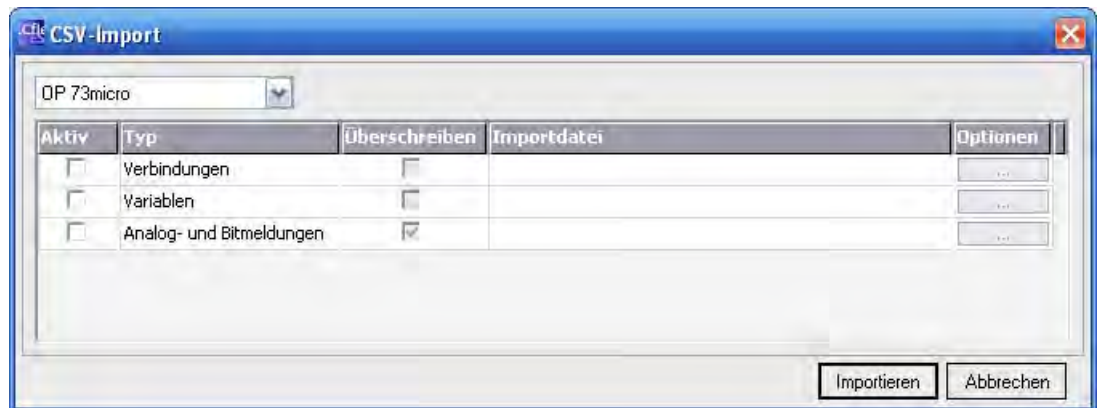 CSV-Import
OP 73micro
Aktiv Typ Überschreiben Importdatei Optionen
Verbindungen ...
Variablen ...
Analog- und Bitmeldungen ...
Importieren Abbrechen